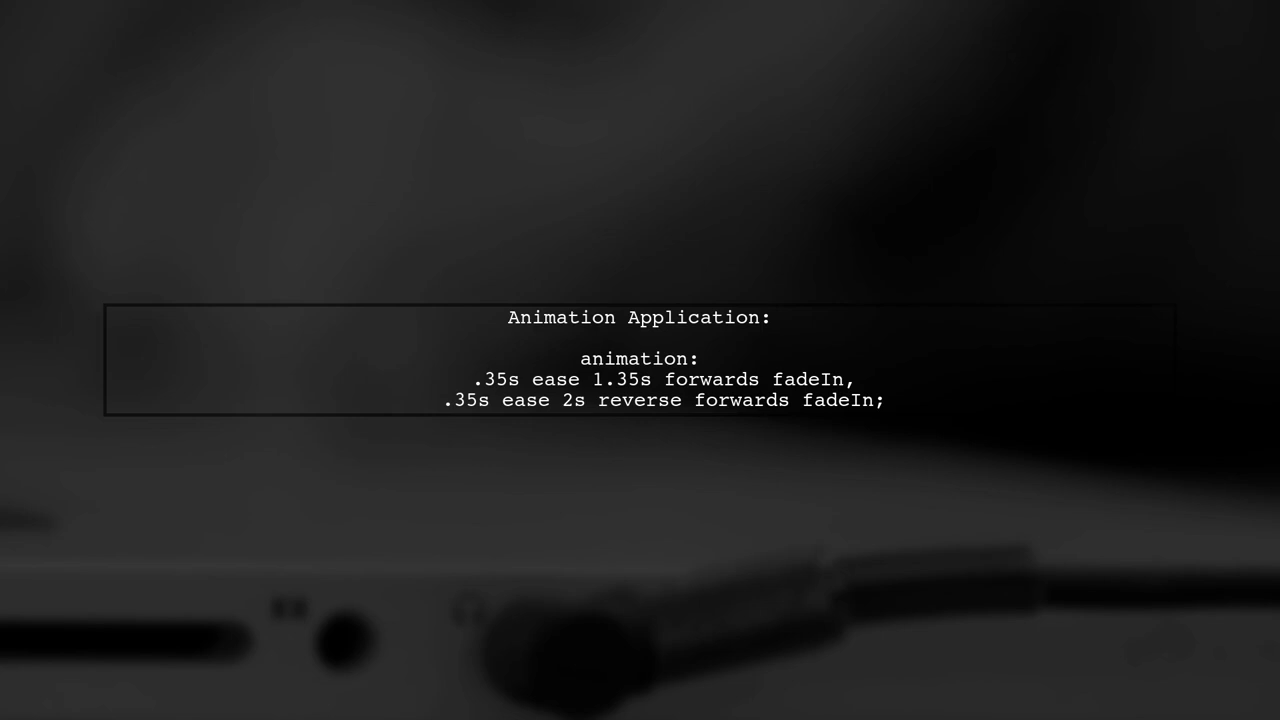 Animation Application:
animation:
.35s ease 1.35s forwards fadeIn,
.35s ease 2s reverse forwards fadeIn;